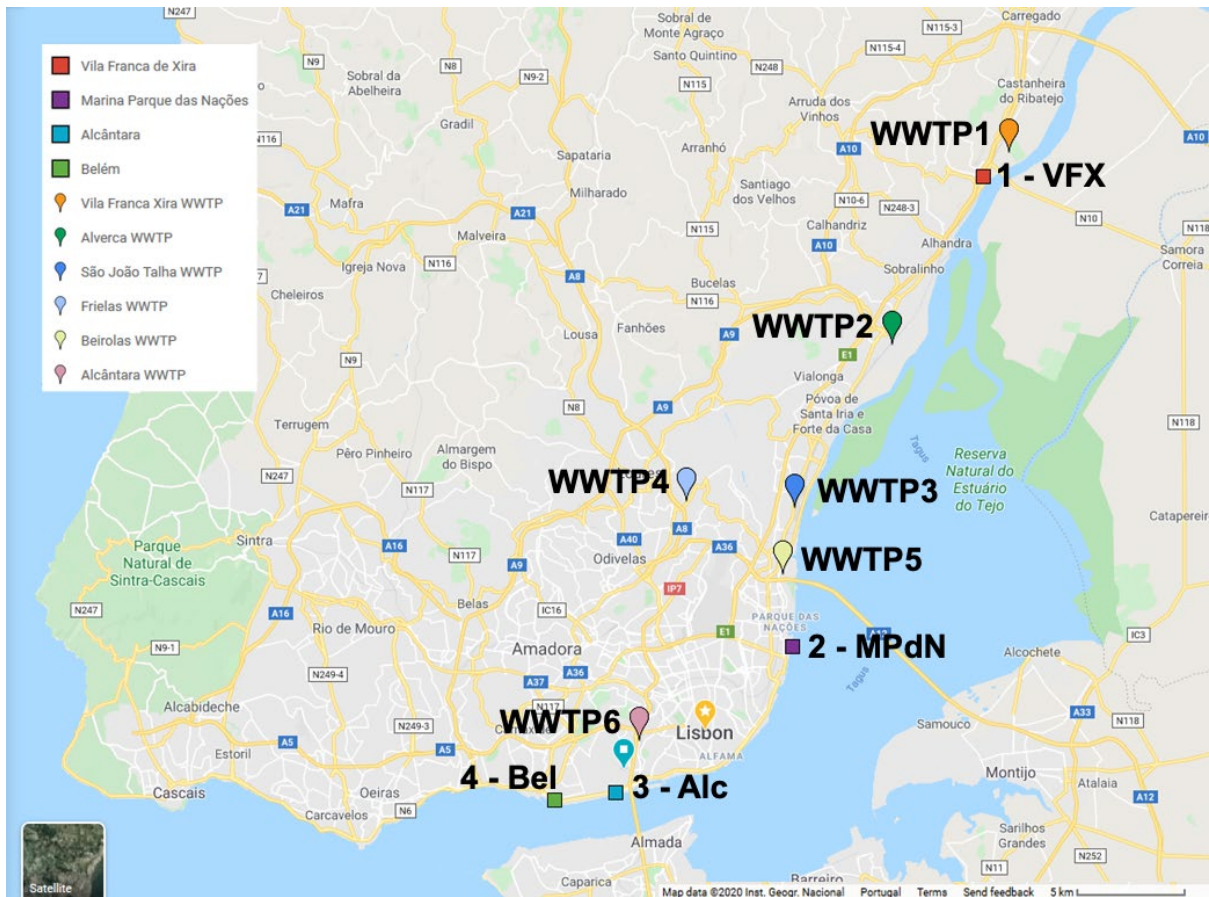 Vila Franca de Xira
Marina Parque das Nações
Alcântara
Belém
Vila Franca Xira WWTP
Alverca WWTP
São João Talha WWTP
Frielas WWTP
Beirolas WWTP
Alcântara WWTP
N247
Sobral de
Monte Agraço
N115-3
Carregado
N9
N8
N115-4
Santo Quintino
N248
Sobral da
Abelheira
N9-2
N115
Castanheira
do Ribatejo
Arruda dos
Vinhos
Gradil
WWTP1
A10
N116
Arranhó
A10
Sapataria
1 - VFX
Milharado
Santiago
dos Velhos
N10-6
N248-3
N10
Mafra
A21
A21
N115
Calhandriz
N118
Malveira
A10
Alhandra
Samora
Correia
Igreja Nova
N116
A8
Sobralinho
Cheleiros
Bucelas
N116
Lousa
Fanhões
A9
WWTP2
E1
N9
Vialonga
N8
A9
Póvoa de
Santa Iria e
Forte da Casa
N118
Terrugem
Tagus
Almargem
do Bispo
Pêro Pinheiro
Reserva
Natural do
Estuário
do Tejo
N247
N117
WWTP4
WWTP3
Catapereiro
A8
Sintra
A16
A40
A36
Parque
Natural de
Sintra-Cascais
N117
A9
Odivelas
WWTP5
IP7
N247
A16
Belas
IC16
PARQUE DAS
NAÇÕES
Rio de Mouro
E1
IC3
N9-1
Amadora
2 - MPdN
Alcochete
N249-4
A36
A37
Tagus
Alcabideche
N117
WWTP6
A33
N249-3
Lisbon
Samouco
N118
Estoril
A5
A5
ALFAMA
4 - Bel
3 - Alc
Montijo
Atalaia
Cascais
Oeiras
A12
Carcavelos
N6
Almada
Sarilhos
Grandes
N252
Caparica
Barreiro
N11
Satellite
Map data ©2020 Inst. Geogr. Nacional Portugal Terms Send feedback 5 km